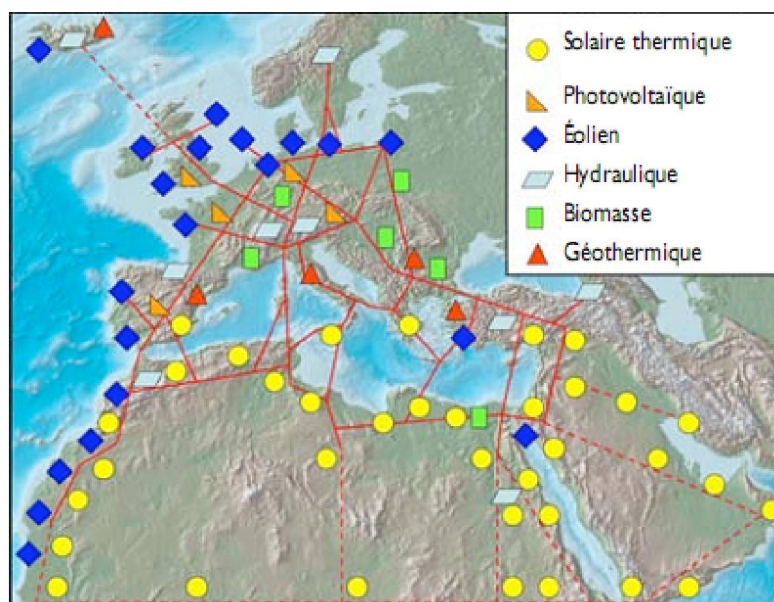 Solaire thermique
Photovoltaïque
Éolien
Hydraulique
Biomasse
Géothermique